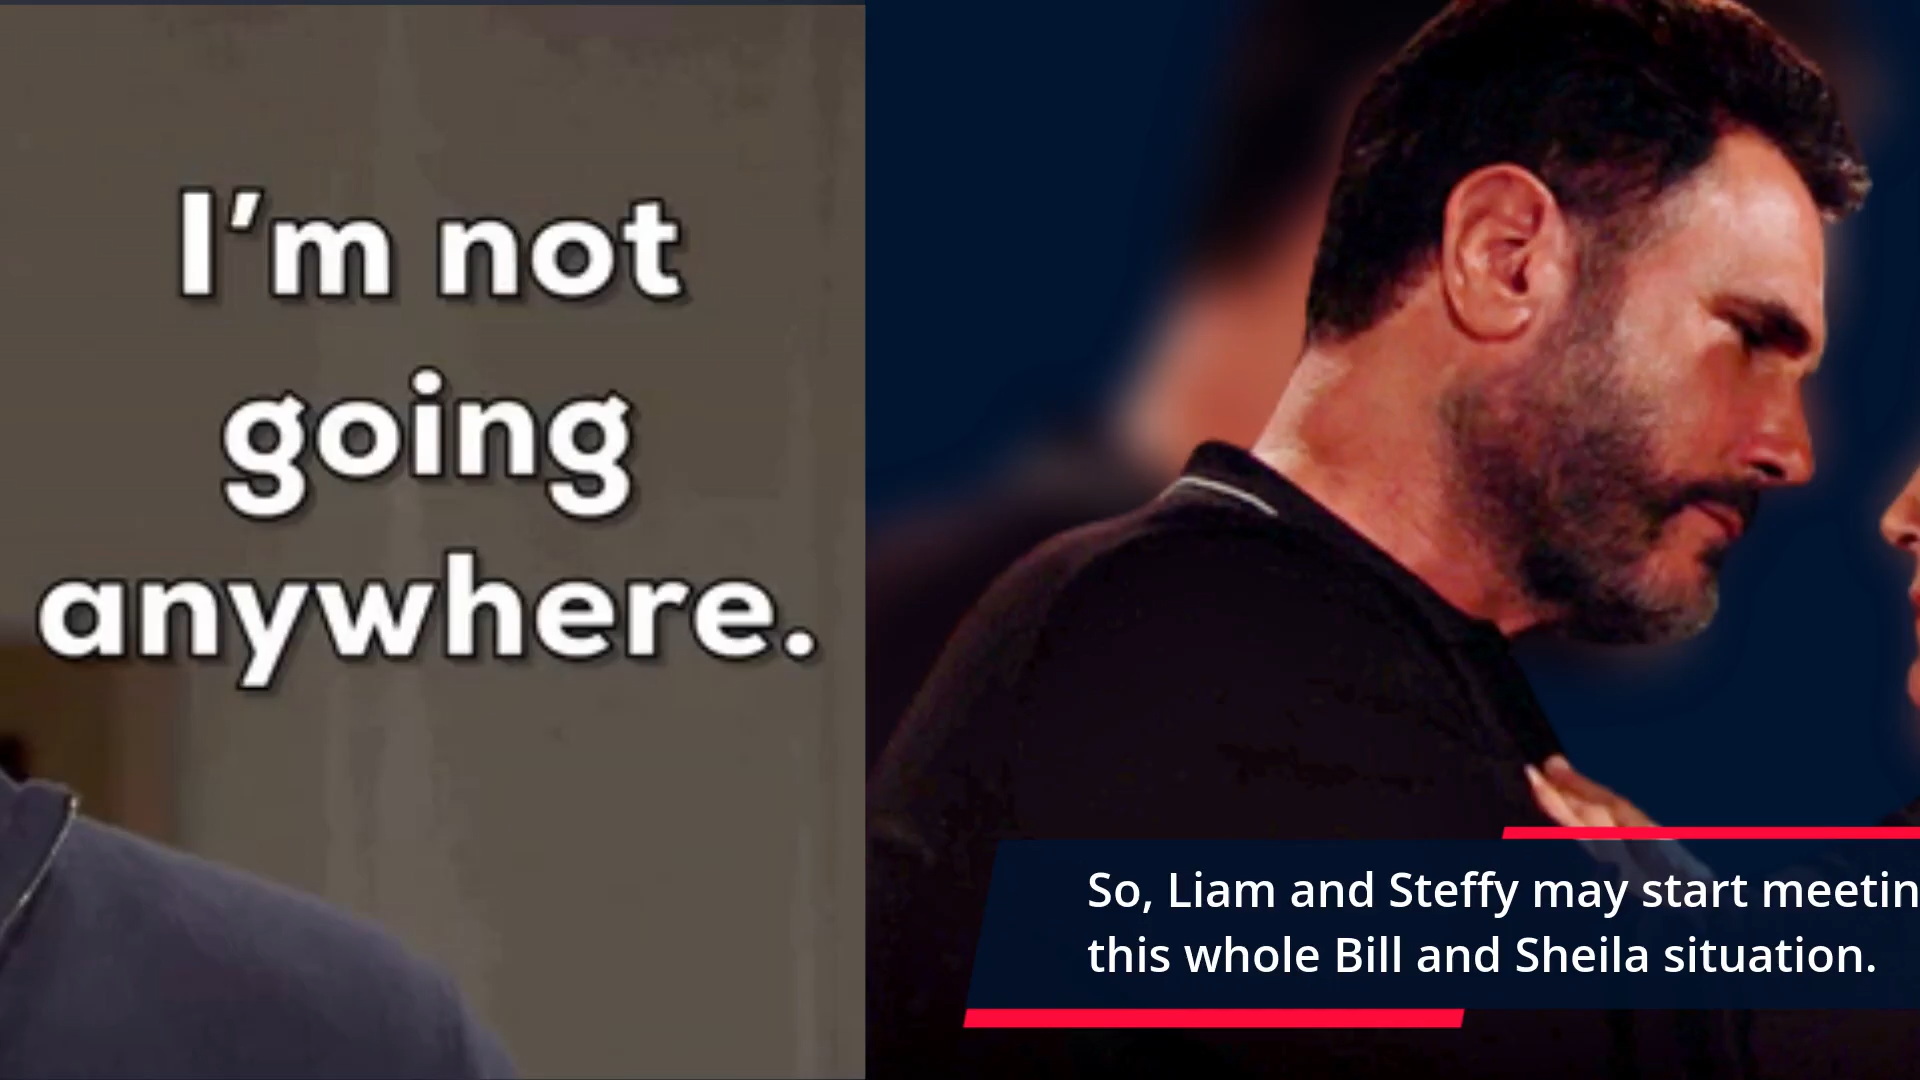 I'm not
going
anywhere.
So, Liam and Steffy may start meetin
this whole Bill and Sheila situation.